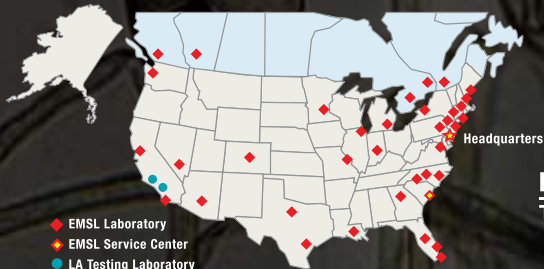 Headquarters
EMSL Laboratory
EMSL Service Center
LA Testing Laboratory